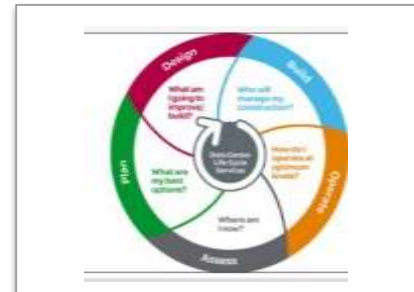 Design
Build
Operate
Assess
Plan
What am
I going to
improve/
build?
Who will
manage my
construction?
How do I
operate at
optimum
levels?
Where am
I now?
What are
my best
options?
Data Centre
Life Cycle
Services